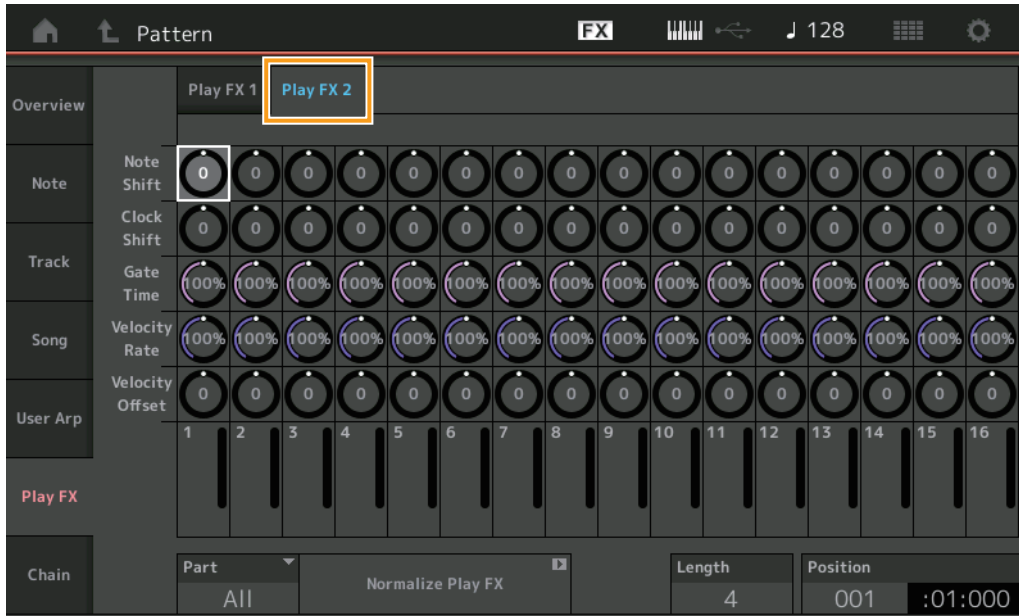 Pattern FX 128
Play FX 1 Play FX 2
Overview
Note
Track
Song
User Arp
Play FX
Chain
Note Shift 0 0 0 0 0 0 0 0 0 0 0 0 0 0 0 0
Clock Shift 0 0 0 0 0 0 0 0 0 0 0 0 0 0 0 0
Gate Time 100% 100% 100% 100% 100% 100% 100% 100% 100% 100% 100% 100% 100% 100% 100% 100%
Velocity Rate 100% 100% 100% 100% 100% 100% 100% 100% 100% 100% 100% 100% 100% 100% 100% 100%
Velocity Offset 0 0 0 0 0 0 0 0 0 0 0 0 0 0 0 0
1 2 3 4 5 6 7 8 9 10 11 12 13 14 15 16
Part Normalize Play FX Length Position
All 4 001 :01:000